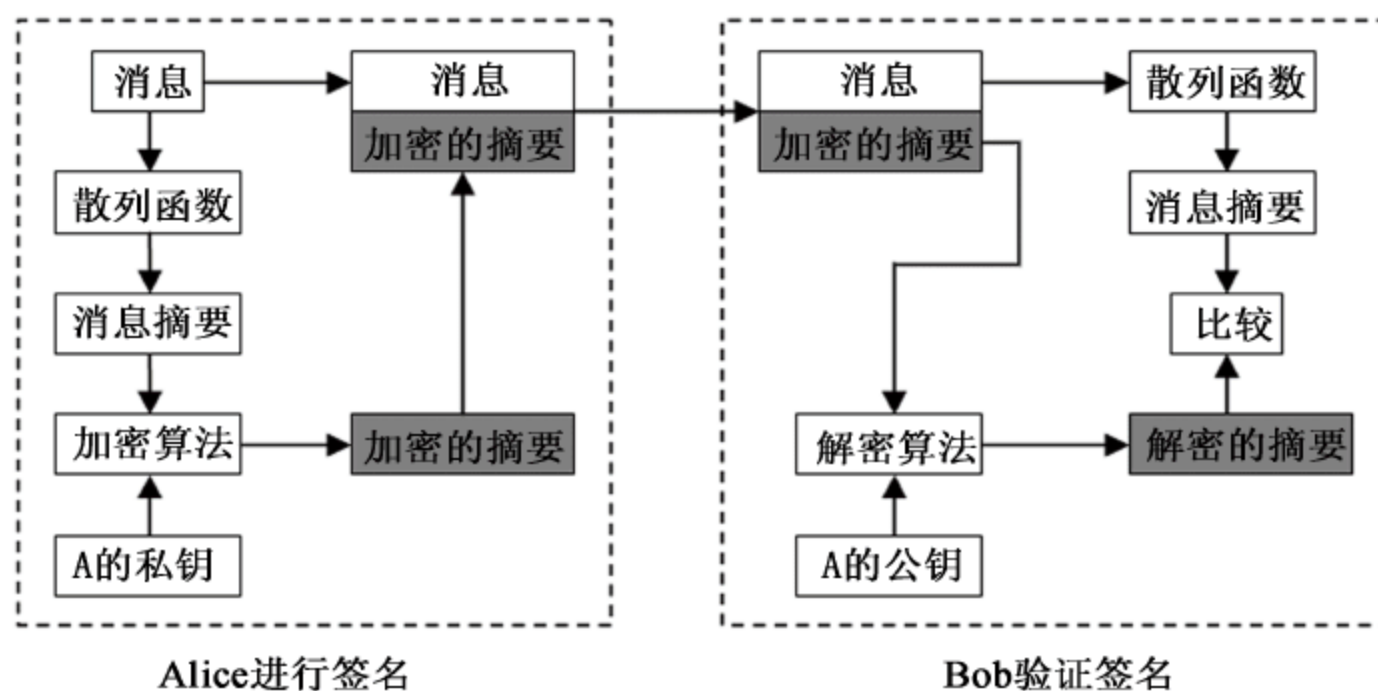 消息
消息
加密的摘要
散列函数
消息摘要
加密算法
加密的摘要
A的私钥
Alice进行签名
消息
加密的摘要
散列函数
消息摘要
比较
解密算法
解密的摘要
A的公钥
Bob验证签名